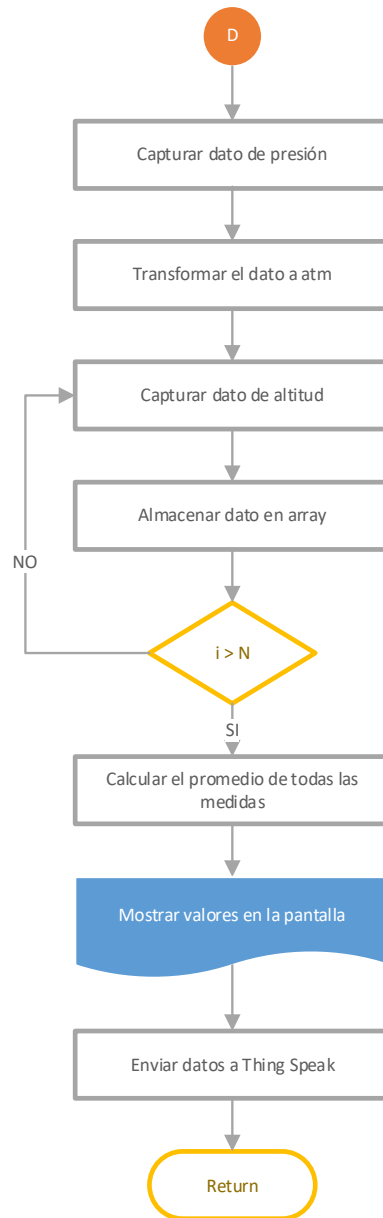 D
Capturar dato de presión
Transformar el dato a atm
Capturar dato de altitud
Almacenar dato en array
NO
i > N
SI
Calcular el promedio de todas las
medidas
Mostrar valores en la pantalla
Enviar datos a Thing Speak
Return